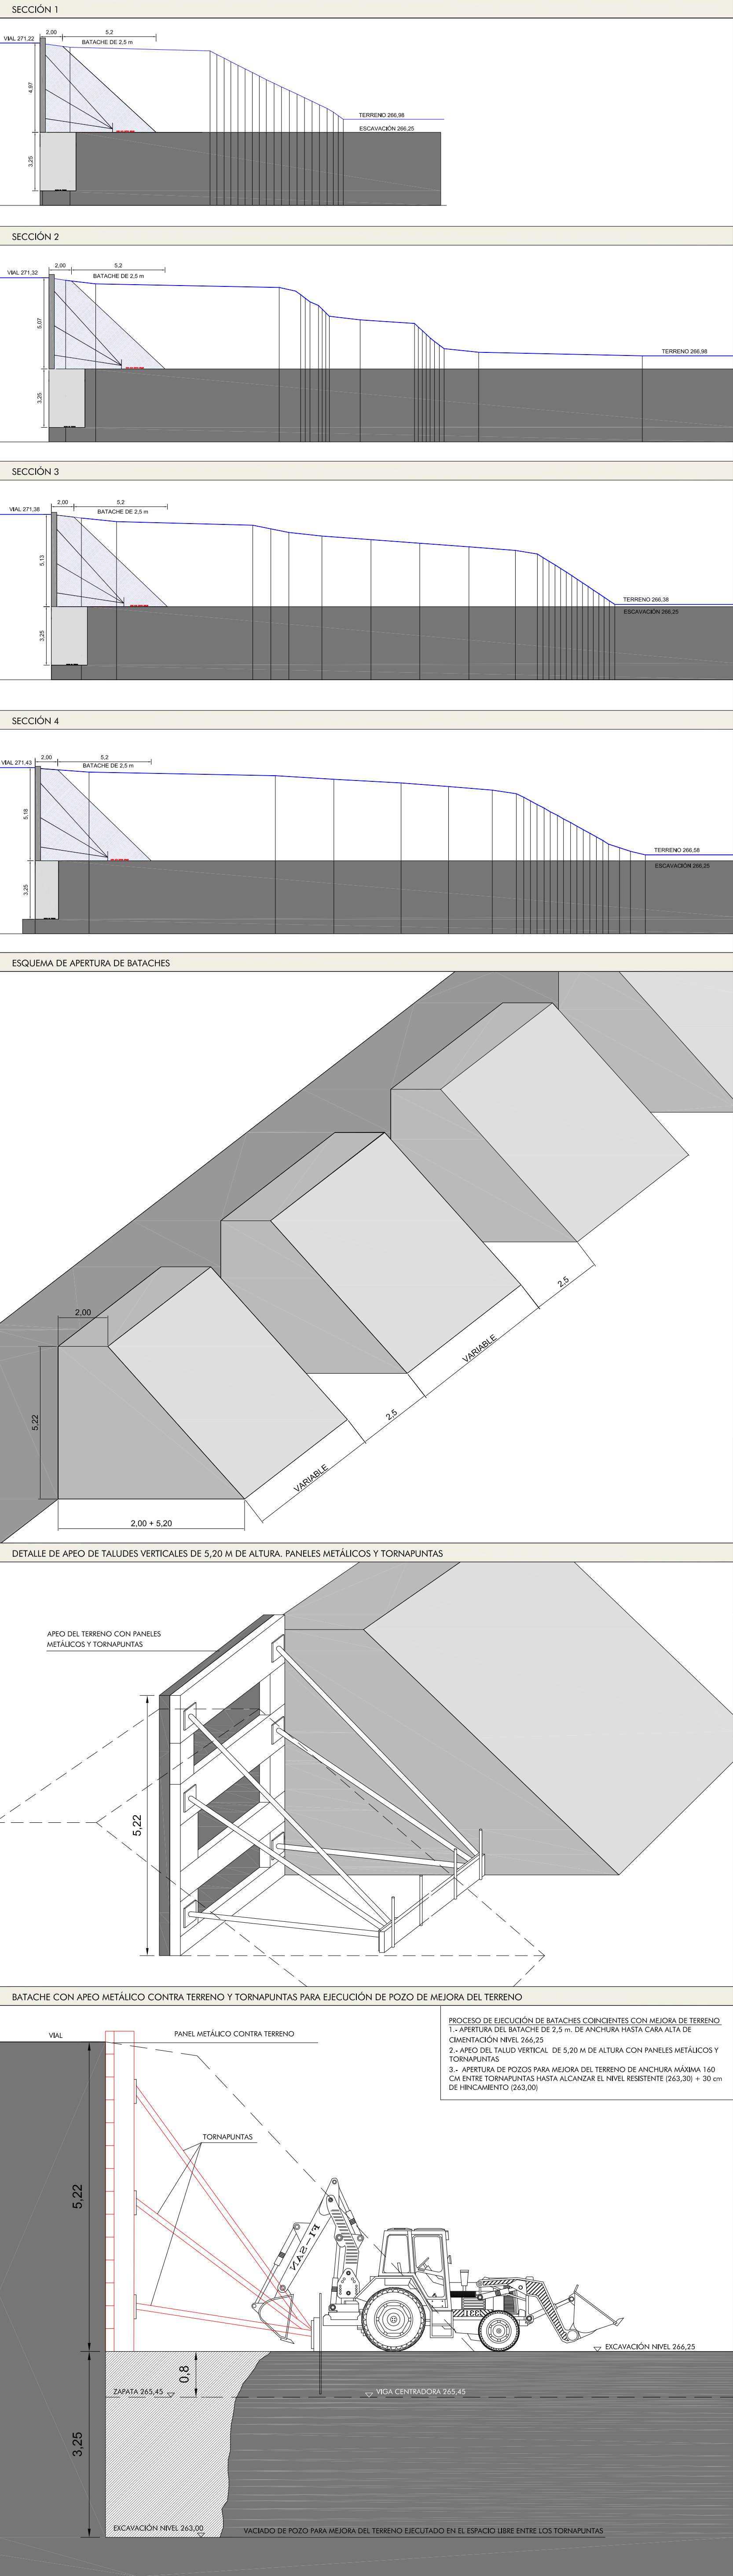 SECCIÓN 1
2,00
5,2
VIAL 271,22
BATACHE DE 2,5 m
4,97
TERRENO 266,98
ESCAVACIÓN 266,25
3,25
SECCIÓN 2
2,00
5,2
VIAL 271,32
BATACHE DE 2,5 m
5,07
TERRENO 266,98
3,25
SECCIÓN 3
2,00
5,2
VIAL 271,38
BATACHE DE 2,5 m
5,13
TERRENO 266,38
ESCAVACIÓN 266,25
3,25
SECCIÓN 4
2,00
5,2
VIAL 271,43
BATACHE DE 2,5 m
5,18
TERRENO 266,58
ESCAVACIÓN 266,25
3,25
ESQUEMA DE APERTURA DE BATACHES
2,5
2,00
VARIABLE
5,22
2,5
VARIABLE
2,00 + 5,20
DETALLE DE APEO DE TALUDES VERTICALES DE 5,20 M DE ALTURA. PANELES METÁLICOS Y TORNAPUNTAS
APEO DEL TERRENO CON PANELES
METÁLICOS Y TORNAPUNTAS
5,22
BATACHE CON APEO METÁLICO CONTRA TERRENO Y TORNAPUNTAS PARA EJECUCIÓN DE POZO DE MEJORA DEL TERRENO
PROCESO DE EJECUCIÓN DE BATACHES COINCIENTES CON MEJORA DE TERRENO
1.- APERTURA DEL BATACHE DE 2,5 m. DE ANCHURA HASTA CARA ALTA DE
CIMENTACIÓN NIVEL 266,25
2.- APEO DEL TALUD VERTICAL DE 5,20 M DE ALTURA CON PANELES METÁLICOS Y
TORNAPUNTAS
3.- APERTURA DE POZOS PARA MEJORA DEL TERRENO DE ANCHURA MÁXIMA 160
CM ENTRE TORNAPUNTAS HASTA ALCANZAR EL NIVEL RESISTENTE (263,30) + 30 cm
DE HINCAMIENTO (263,00)
VIAL
PANEL METÁLICO CONTRA TERRENO
TORNAPUNTAS
5,22
EXCAVACIÓN NIVEL 266,25
0,8
ZAPATA 265,45
VIGA CENTRADORA 265,45
3,25
EXCAVACIÓN NIVEL 263,00
VACIADO DE POZO PARA MEJORA DEL TERRENO EJECUTADO EN EL ESPACIO LIBRE ENTRE LOS TORNAPUNTAS